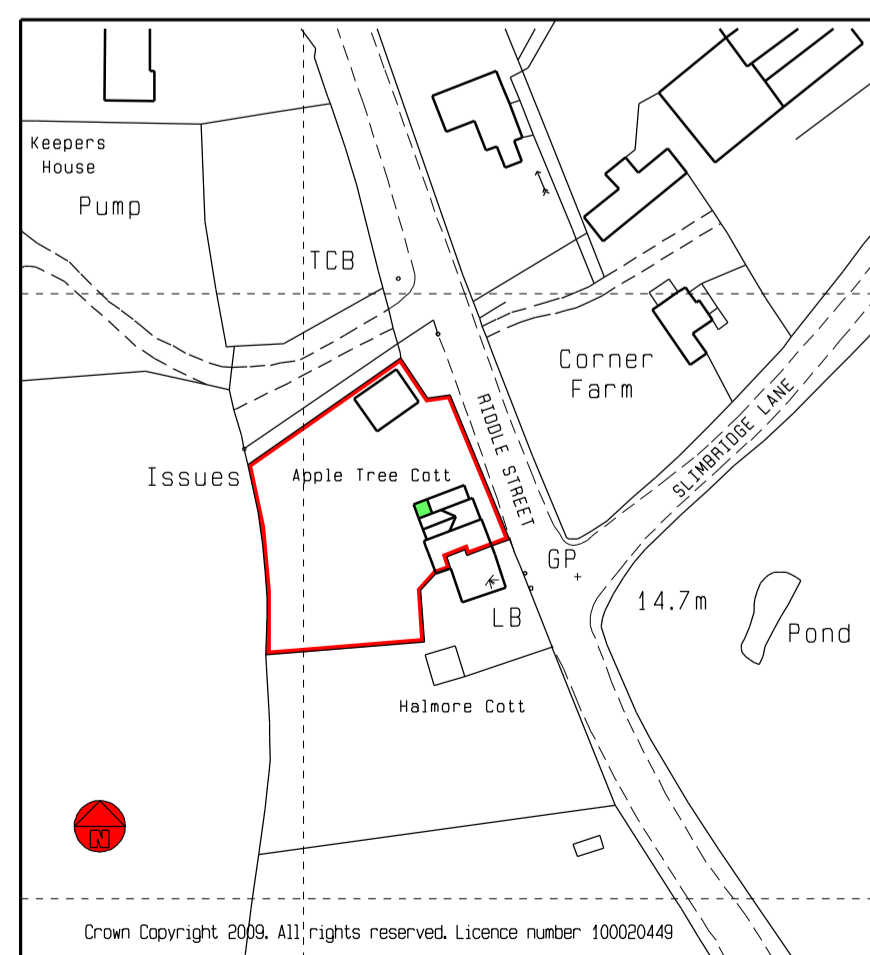 Keepers
House
Pump
TCB
Corner
Farm
RIDDLE STREET
SLIMBRIDGE LANE
Issues
Apple Tree Cott
GP
14.7m
LB
Pond
Halmore Cott
N
Crown Copyright 2009. All rights reserved. Licence number 100020449